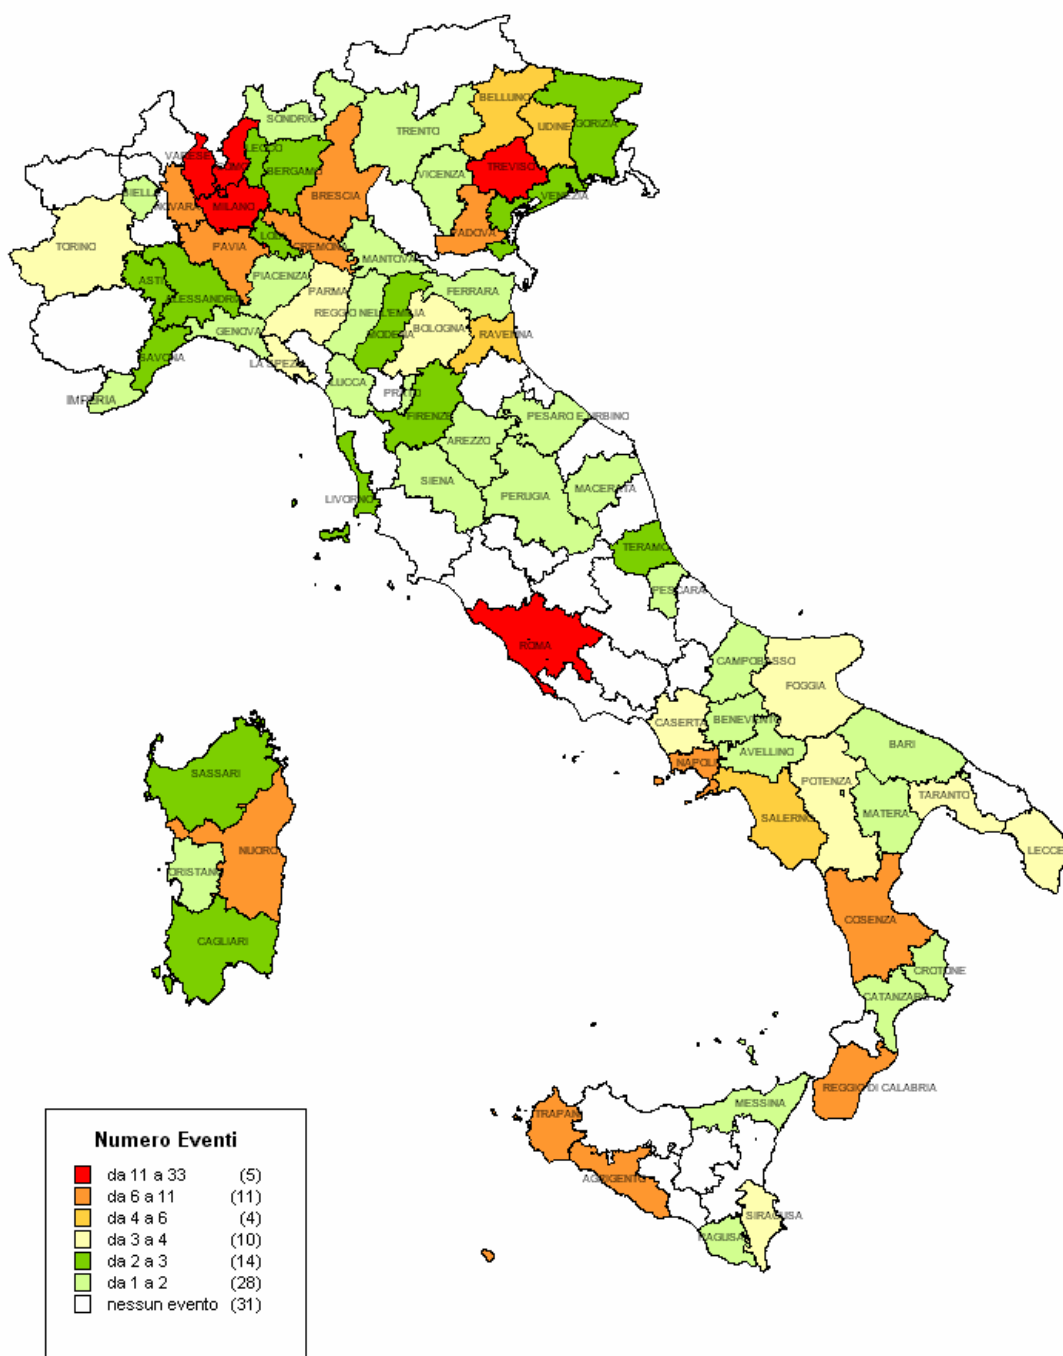 BELLUNO
SONDRIO
UDINE
GORIZIA
TRENTO
LECCO
VARESE
COMO
TREVISO
BERGAMO
VICENZA
BIELLA
BRESCIA
VENEZIA
NOVARA
MILANO
PADOVA
LODI
TORINO
PAVIA
CREMONA
MANTOVA
PIACENZA
ASTI
PARMA
FERRARA
ALESSANDRIA
REGGIO NELL'EMILIA
GENOVA
BOLOGNA
MODENA
RAVENNA
SAVONA
LA SPEZIA
LUCCA
PRATO
IMPERIA
FIRENZE
PESARO E URBINO
AREZZO
SIENA
MACERATA
PERUGIA
LIVORNO
TERAMO
PESCARA
ROMA
CAMPOBASSO
FOGGIA
CASERTA
BENEVENTO
BARI
AVELLINO
NAPOLI
SASSARI
POTENZA
TARANTO
MATERA
SALERNO
NUORO
LECCE
ORISTANO
COSENZA
CAGLIARI
CROTONE
CATANZARO
REGGIO DI CALABRIA
MESSINA
TRAPANI
AGRIGENTO
SIRACUSA
RAGUSA
Numero Eventi
da 11 a 33 (5)
da 6 a 11 (11)
da 4 a 6 (4)
da 3 a 4 (10)
da 2 a 3 (14)
da 1 a 2 (28)
nessun evento (31)